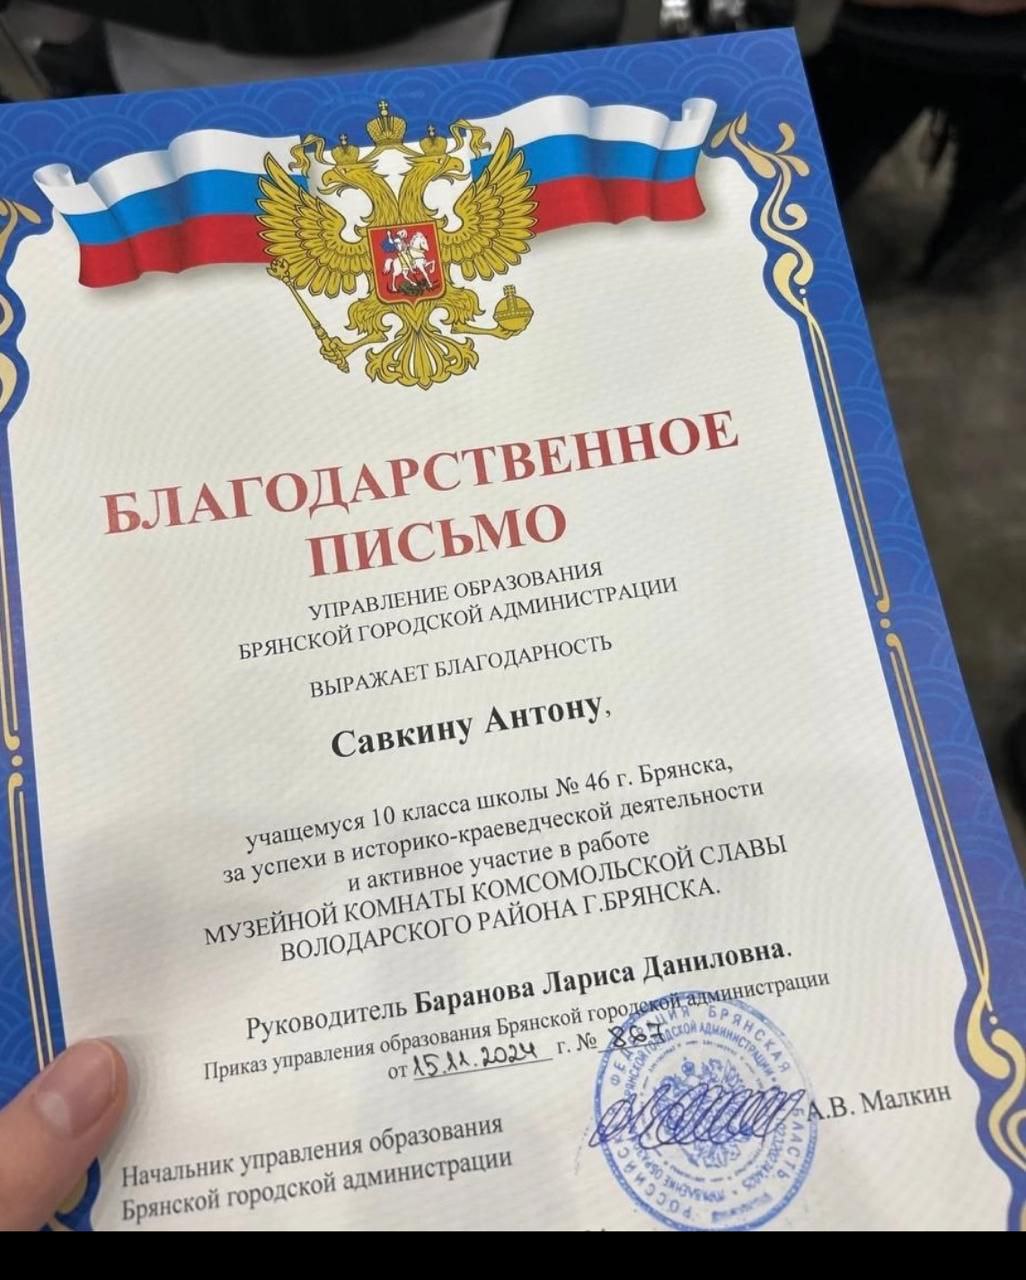 БЛАГОДАРСТВЕННОЕ
ПИСЬМО
УПРАВЛЕНИЕ ОБРАЗОВАНИЯ
БРЯНСКОЙ ГОРОДСКОЙ АДМИНИСТРАЦИИ
ВЫРАЖАЕТ БЛАГОДАРНОСТЬ
Савкину Антону,
учащемуся 10 класса школы № 46 г. Брянска,
за успехи в историко-краеведческой деятельности
и активное участие в работе
МУЗЕЙНОЙ КОМНАТЫ КОМСОМОЛЬСКОЙ СЛАВЫ
ВОЛОДАРСКОГО РАЙОНА Г.БРЯНСКА.
Руководитель Баранова Лариса Даниловна.
Приказ управления образования Брянской городской администрации
от 15.11.2024 г. № 887
А.В. Малкин
Начальник управления образования
Брянской городской администрации